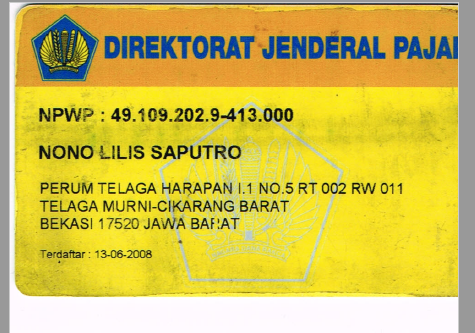 DIREKTORAT JENDERAL PAJA
NPWP : 49.109.202.9-413.000
NONO LILIS SAPUTRO
PERUM TELAGA HARAPAN I.1 NO.5 RT 002 RW 011
TELAGA MURNI-CIKARANG BARAT
BEKASI 17520 JAWA BARAT
Terdaftar : 13-06-2008